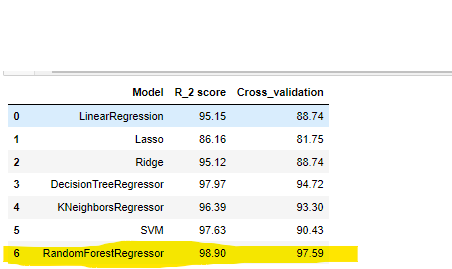 Model R_2 score Cross_validation
0 LinearRegression 95.15 88.74
1 Lasso 86.16 81.75
2 Ridge 95.12 88.74
3 DecisionTreeRegressor 97.97 94.72
4 KNeighborsRegressor 96.39 93.30
5 SVM 97.63 90.43
6 RandomForestRegressor 98.90 97.59